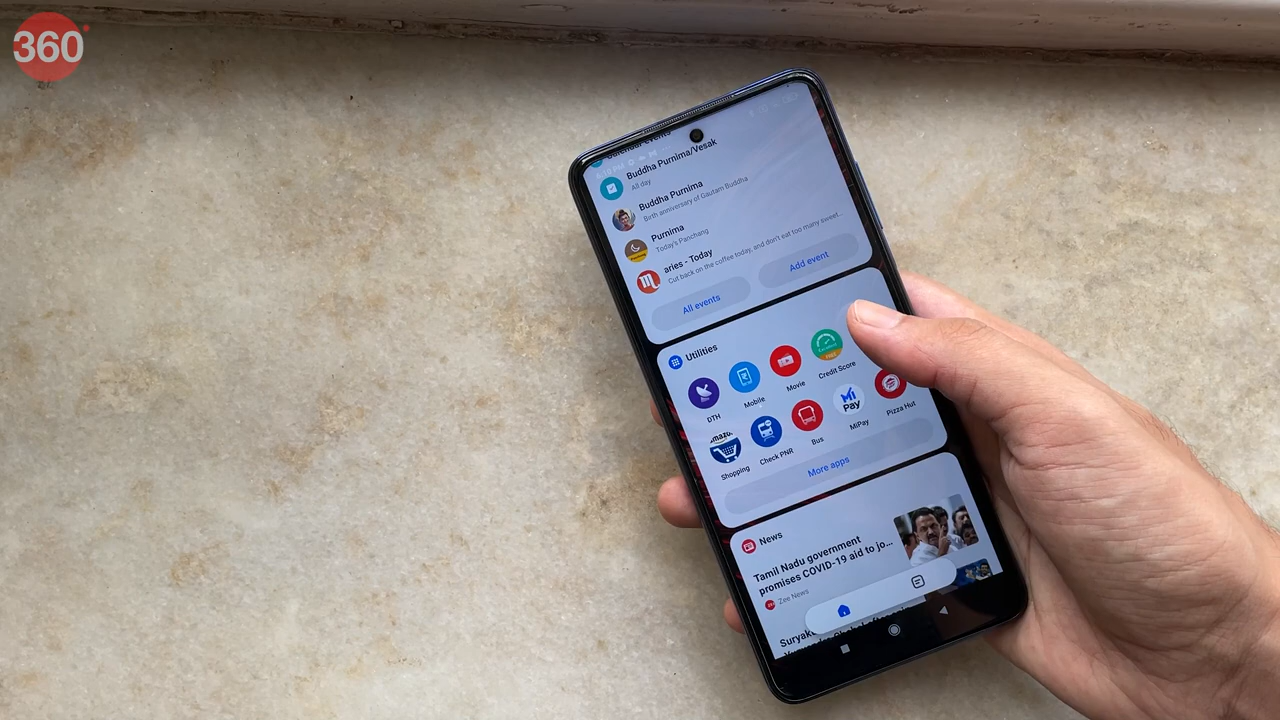 360
Calendar events
Buddha Purnima/Vesak
All day
Buddha Purnima
Birth anniversary of Gautam Buddha
Purnima
Today's Panchang
aries - Today
Cut back on the coffee today, and don't eat too many sweet...
All events
Add event
Utilities
DTH
Mobile
Movie
Credit Score
Shopping
Check PNR
Bus
Mi Pay
MiPay
Pizza Hut
More apps
News
Tamil Nadu government
promises COVID-19 aid to jo...
Zee News